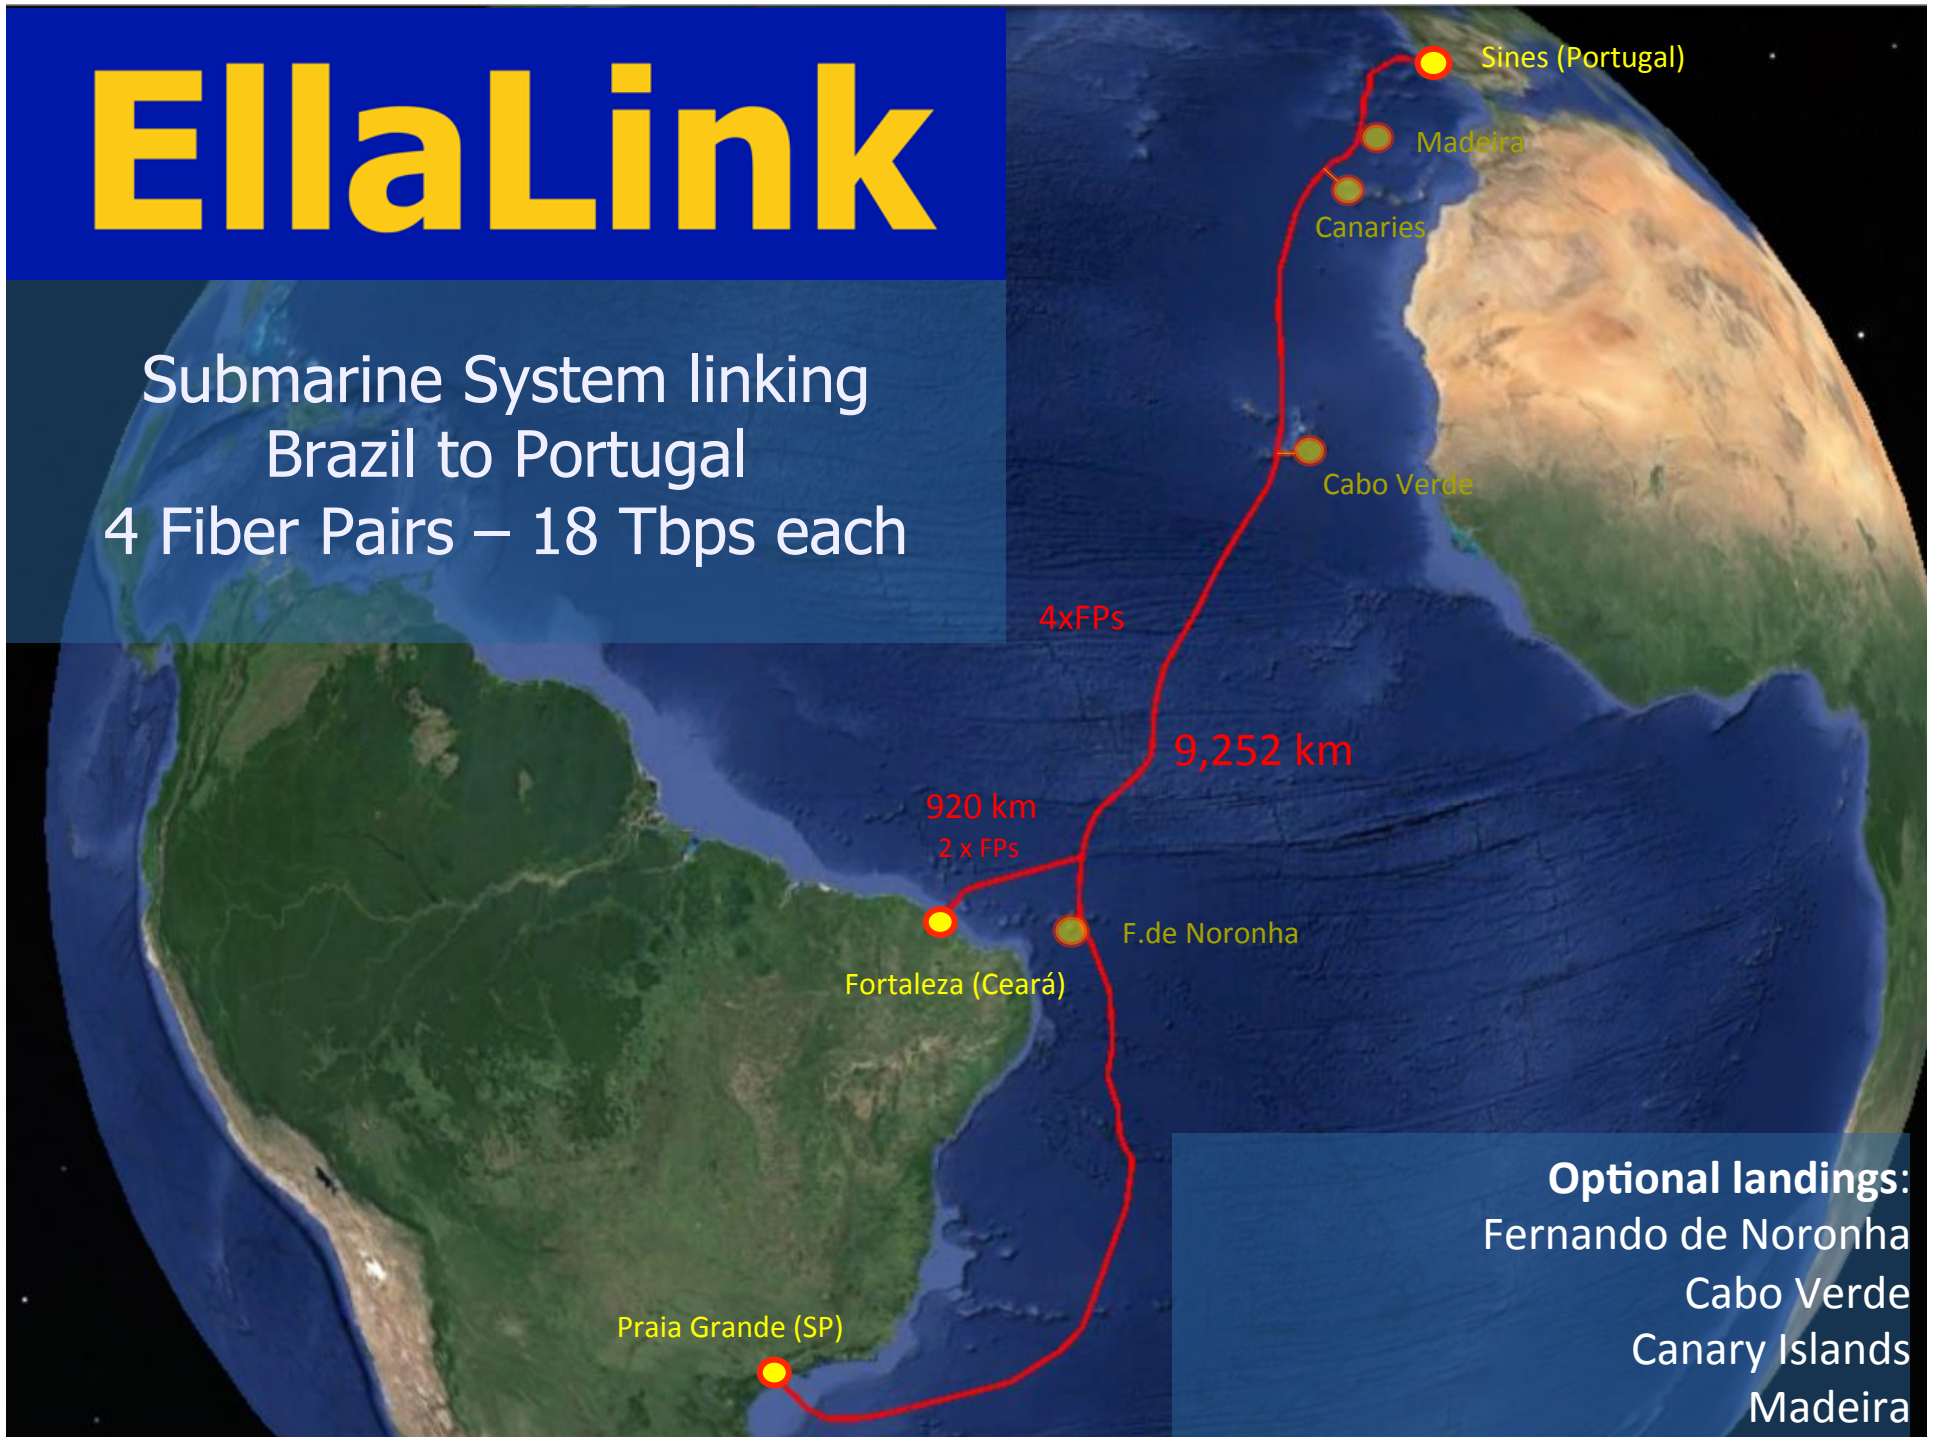 EllaLink
Submarine System linking
Brazil to Portugal
4 Fiber Pairs – 18 Tbps each
Sines (Portugal)
Madeira
Canaries
Cabo Verde
4xFPs
9,252 km
920 km
2 x FPs
F.de Noronha
Fortaleza (Ceará)
Praia Grande (SP)
Optional landings:
Fernando de Noronha
Cabo Verde
Canary Islands
Madeira